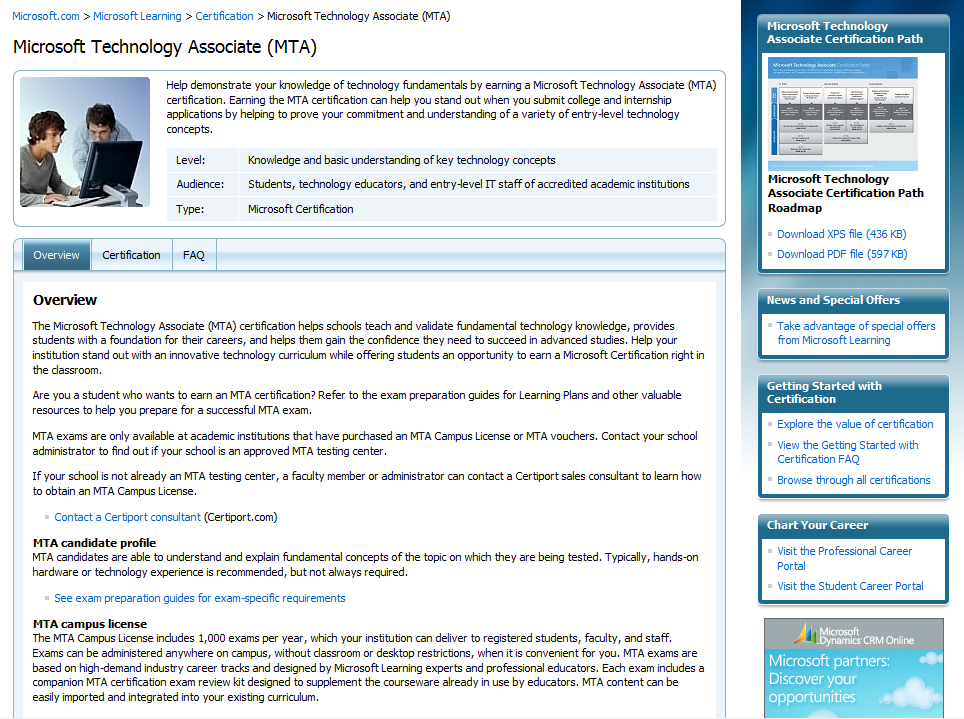 Microsoft.com > Microsoft Learning > Certification > Microsoft Technology Associate (MTA)
Microsoft Technology Associate (MTA)
Help demonstrate your knowledge of technology fundamentals by earning a Microsoft Technology Associate (MTA)
certification. Earning the MTA certification can help you stand out when you submit college and internship
applications by helping to prove your commitment and understanding of a variety of entry-level technology
concepts.
Level: Knowledge and basic understanding of key technology concepts
Audience: Students, technology educators, and entry-level IT staff of accredited academic institutions
Type: Microsoft Certification
Overview Certification FAQ
Overview
The Microsoft Technology Associate (MTA) certification helps schools teach and validate fundamental technology knowledge, provides
students with a foundation for their careers, and helps them gain the confidence they need to succeed in advanced studies. Help your
institution stand out with an innovative technology curriculum while offering students an opportunity to earn a Microsoft Certification right in
the classroom.
Are you a student who wants to earn an MTA certification? Refer to the exam preparation guides for Learning Plans and other valuable
resources to help you prepare for a successful MTA exam.
MTA exams are only available at academic institutions that have purchased an MTA Campus License or MTA vouchers. Contact your school
administrator to find out if your school is an approved MTA testing center.
If your school is not already an MTA testing center, a faculty member or administrator can contact a Certiport sales consultant to learn how
to obtain an MTA Campus License.
Contact a Certiport consultant (Certiport.com)
MTA candidate profile
MTA candidates are able to understand and explain fundamental concepts of the topic on which they are being tested. Typically, hands-on
hardware or technology experience is recommended, but not always required.
See exam preparation guides for exam-specific requirements
MTA campus license
The MTA Campus License includes 1,000 exams per year, which your institution can deliver to registered students, faculty, and staff.
Exams can be administered anywhere on campus, without classroom or desktop restrictions, when it is convenient for you. MTA exams are
based on high-demand industry career tracks and designed by Microsoft Learning experts and professional educators. Each exam includes a
companion MTA certification exam review kit designed to supplement the courseware already in use by educators. MTA content can be
easily imported and integrated into your existing curriculum.
Microsoft Technology
Associate Certification Path
Microsoft Technology Associate Certification Paths
Microsoft Technology
Associate Certification Path
Roadmap
Download XPS file (436 KB)
Download PDF file (597 KB)
News and Special Offers
Take advantage of special offers
from Microsoft Learning
Getting Started with
Certification
Explore the value of certification
View the Getting Started with
Certification FAQ
Browse through all certifications
Chart Your Career
Visit the Professional Career
Portal
Visit the Student Career Portal
Microsoft
Dynamics CRM Online
Microsoft partners:
Discover your
opportunities